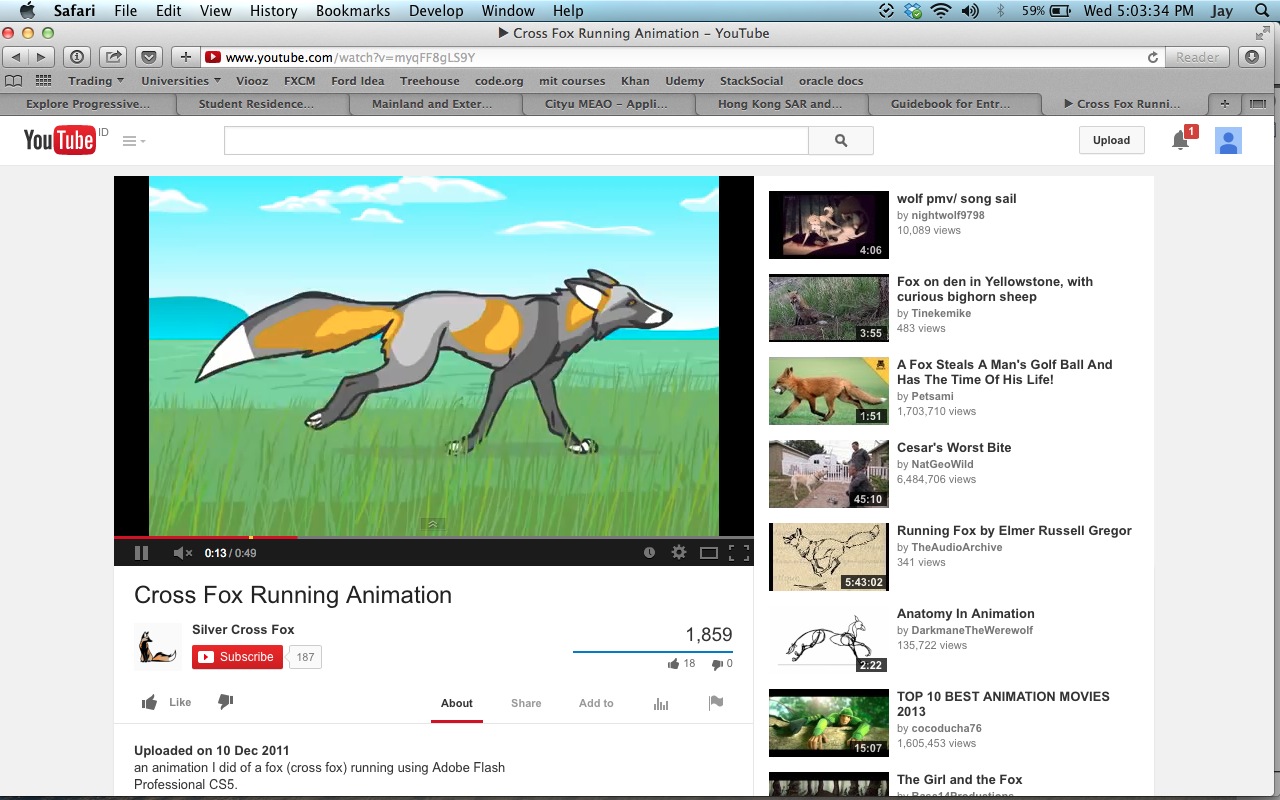 Safari File Edit View History Bookmarks Develop Window Help 59% Wed 5:03:34 PM Jay
▶ Cross Fox Running Animation – YouTube
www.youtube.com/watch?v=myqFF8gLS9Y Reader
Trading Universities Viooz FXCM Ford Idea Treehouse code.org mit courses Khan Udemy StackSocial oracle docs
Explore Progressive... Student Residence... Mainland and Exter... Cityu MEAO – Appli... Hong Kong SAR and... Guidebook for Entr... ▶ Cross Fox Runni...
YouTube ID Upload 1
0:13 / 0:49
Cross Fox Running Animation
Silver Cross Fox
Subscribe 187
1,859
18 0
Like
About Share Add to
Uploaded on 10 Dec 2011
an animation I did of a fox (cross fox) running using Adobe Flash
Professional CS5.
wolf pmv/ song sail
by nightwolf9798
10,089 views
4:06
Fox on den in Yellowstone, with
curious bighorn sheep
by Tinekemike
483 views
3:55
A Fox Steals A Man's Golf Ball And
Has The Time Of His Life!
by Petsami
1,703,710 views
1:51
Cesar's Worst Bite
by NatGeoWild
6,484,706 views
45:10
Running Fox by Elmer Russell Gregor
by TheAudioArchive
341 views
5:43:02
Anatomy In Animation
by DarkmaneTheWerewolf
135,722 views
2:22
TOP 10 BEST ANIMATION MOVIES
2013
by cocoducha76
1,605,453 views
15:07
The Girl and the Fox
by Base14Productions